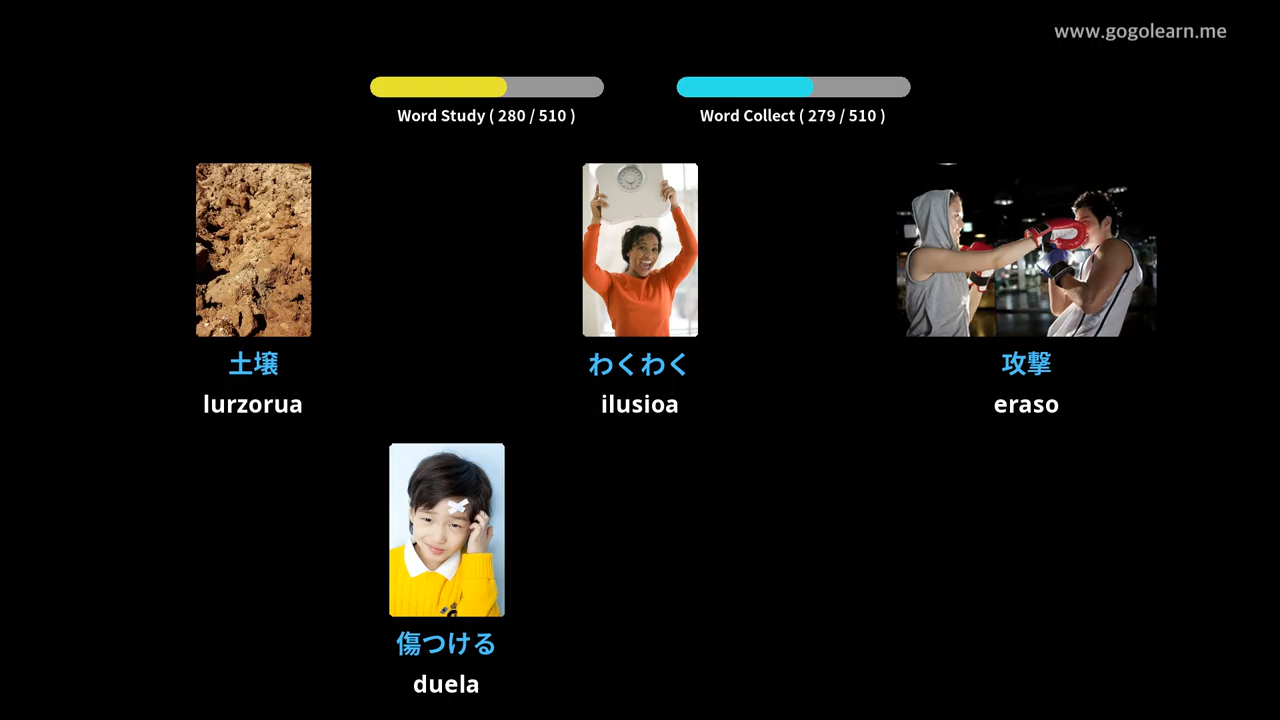 www.gogolearn.me
Word Study ( 280 / 510 )
Word Collect ( 279 / 510 )
土壌
lurzorua
わくわく
ilusioa
攻撃
eraso
傷つける
duela